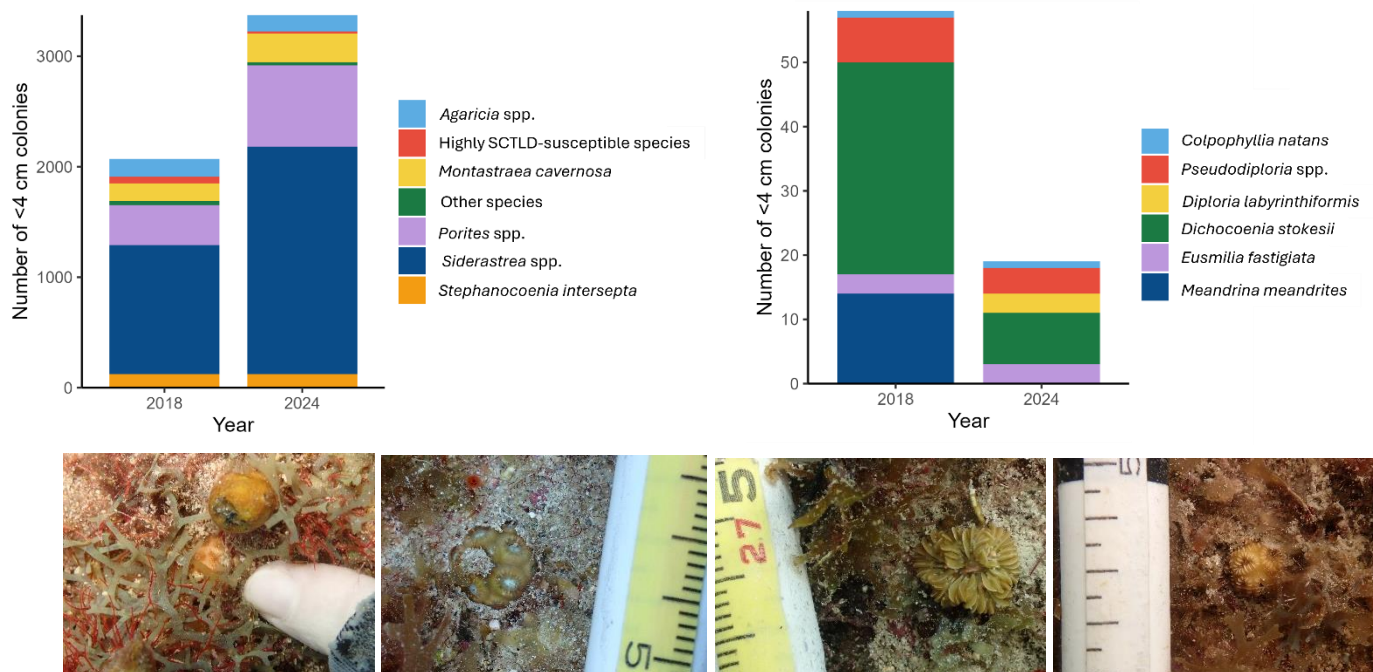 Number of <4 cm colonies
3000
2000
1000
0
2018
2024
Year
Agaricia spp.
Highly SCTLD-susceptible species
Montastraea cavernosa
Other species
Porites spp.
Siderastrea spp.
Stephanocoenia intersepta
Number of <4 cm colonies
50
40
30
20
10
0
2018
2024
Year
Colpophyllia natans
Pseudodiploria spp.
Diploria labyrinthiformis
Dichocoenia stokesii
Eusmilia fastigiata
Meandrina meandrites
5
5
27
5